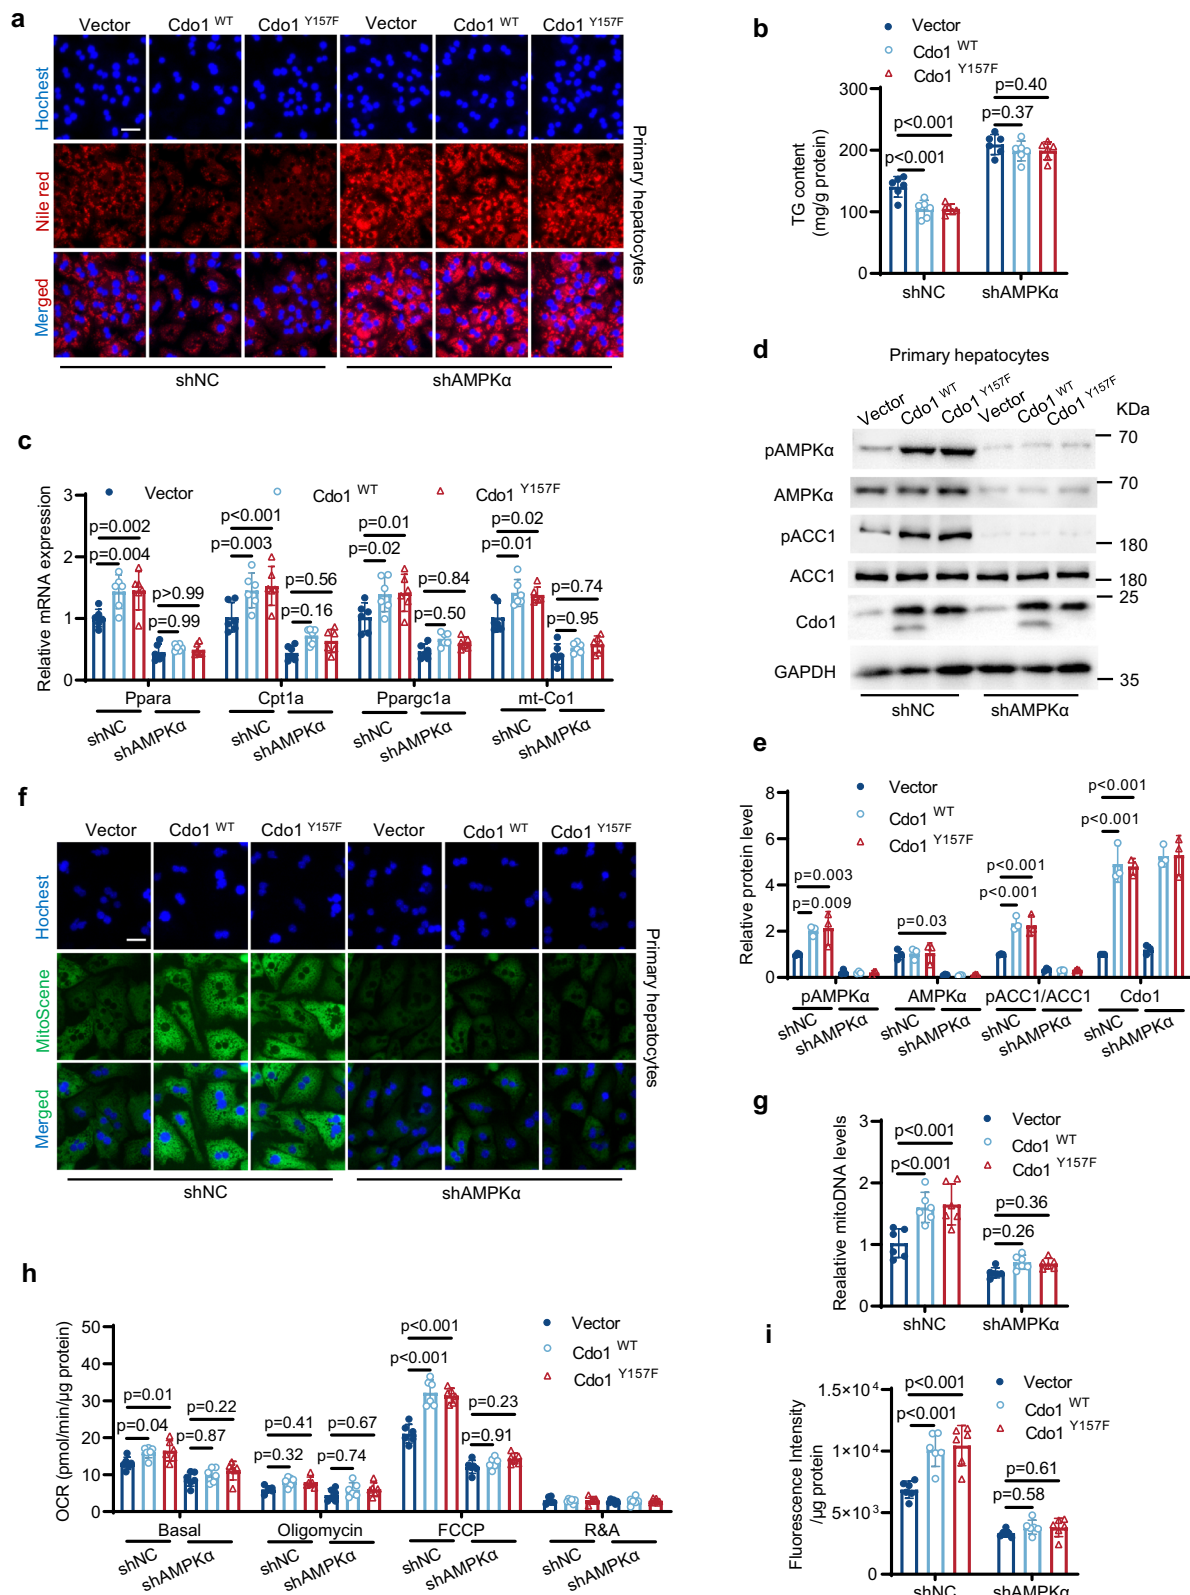 a
Vector Cdo1 WT Cdo1 Y157F Vector Cdo1 WT Cdo1 Y157F
Hochest
Nile red
Merged
Primary hepatocytes
shNC shAMPKα
b
Vector
Cdo1 WT
Cdo1 Y157F
TG content
(mg/g protein)
300
200
100
0
p<0.001
p<0.001
p=0.40
p=0.37
shNC shAMPKα
c
Vector Cdo1 WT Cdo1 Y157F
Relative mRNA expression
3
2
1
0
p=0.002
p=0.004
p>0.99
p=0.99
p<0.001
p=0.003
p=0.56
p=0.16
p=0.01
p=0.02
p=0.84
p=0.50
p=0.02
p=0.01
p=0.74
p=0.95
Ppara Cpt1a Ppargc1a mt-Co1
shNC shAMPKα shNC shAMPKα shNC shAMPKα shNC shAMPKα
d
Primary hepatocytes
Vector Cdo1 WT Cdo1 Y157F Vector Cdo1 WT Cdo1 Y157F KDa
pAMPKα 70
AMPKα 70
pACC1 180
ACC1 180
Cdo1 25
GAPDH 35
shNC shAMPKα
e
Vector
Cdo1 WT
Cdo1 Y157F
Relative protein level
8
6
4
2
0
p=0.003
p=0.009
p=0.03
p<0.001
p<0.001
p<0.001
p<0.001
pAMPKα AMPKα pACC1/ACC1 Cdo1
shNC shAMPKα shNC shAMPKα shNC shAMPKα shNC shAMPKα
f
Vector Cdo1 WT Cdo1 Y157F Vector Cdo1 WT Cdo1 Y157F
Hochest
MitoScene
Merged
Primary hepatocytes
shNC shAMPKα
g
Vector
Cdo1 WT
Cdo1 Y157F
Realative mitoDNA levels
3
2
1
0
p<0.001
p<0.001
p=0.36
p=0.26
shNC shAMPKα
h
Vector
Cdo1 WT
Cdo1 Y157F
OCR (pmol/min/μg protein)
50
40
30
20
10
0
p=0.01
p=0.04
p=0.22
p=0.87
p=0.41
p=0.32
p=0.67
p=0.74
p<0.001
p<0.001
p=0.23
p=0.91
Basal Oligomycin FCCP R&A
shNC shAMPKα shNC shAMPKα shNC shAMPKα shNC shAMPKα
i
Vector
Cdo1 WT
Cdo1 Y157F
Fluorescence Intensity
/μg protein
1.5×10⁴
1×10⁴
5×10³
0
p<0.001
p<0.001
p=0.61
p=0.58
shNC shAMPKα